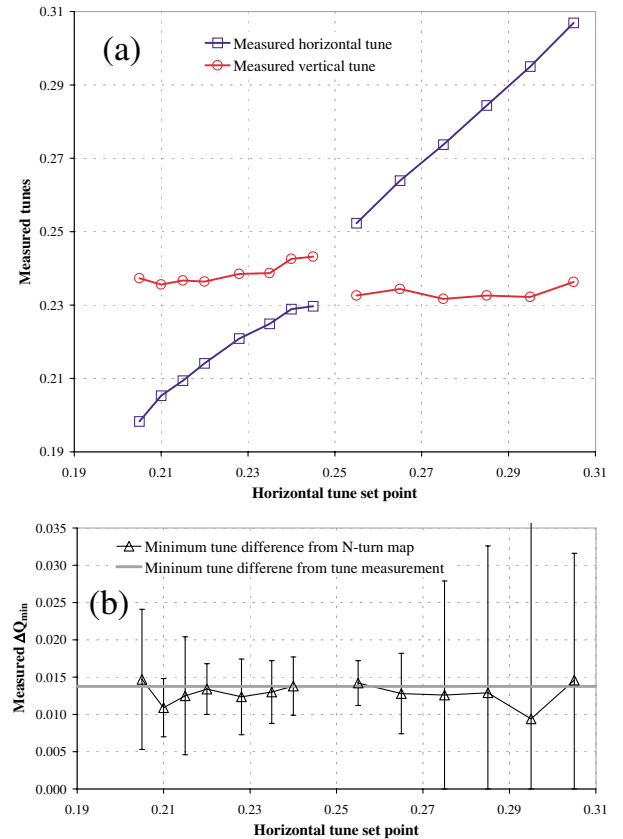 0.31
(a)
Measured horizontal tune
Measured vertical tune
0.29
0.27
Measured tunes
0.25
0.23
0.21
0.19
0.19 0.21 0.23 0.25 0.27 0.29 0.31
Horizontal tune set point
0.035
Minimum tune difference from N-turn map
0.030
Mininum tune differene from tune measurement
(b)
0.025
0.020
Measured ΔQmin
0.015
0.010
0.005
0.000
0.19 0.21 0.23 0.25 0.27 0.29 0.31
Horizontal tune set point